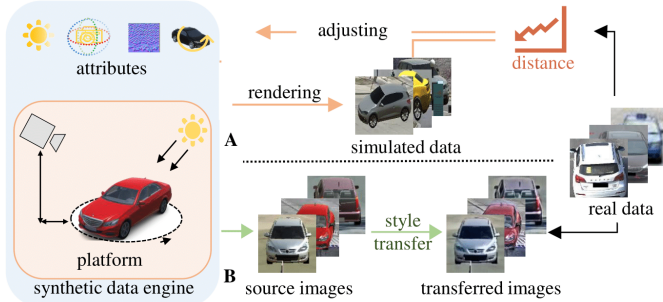 attributes
adjusting
distance
rendering
A
simulated data
real data
platform
synthetic data engine
B
style
transfer
source images
transferred images